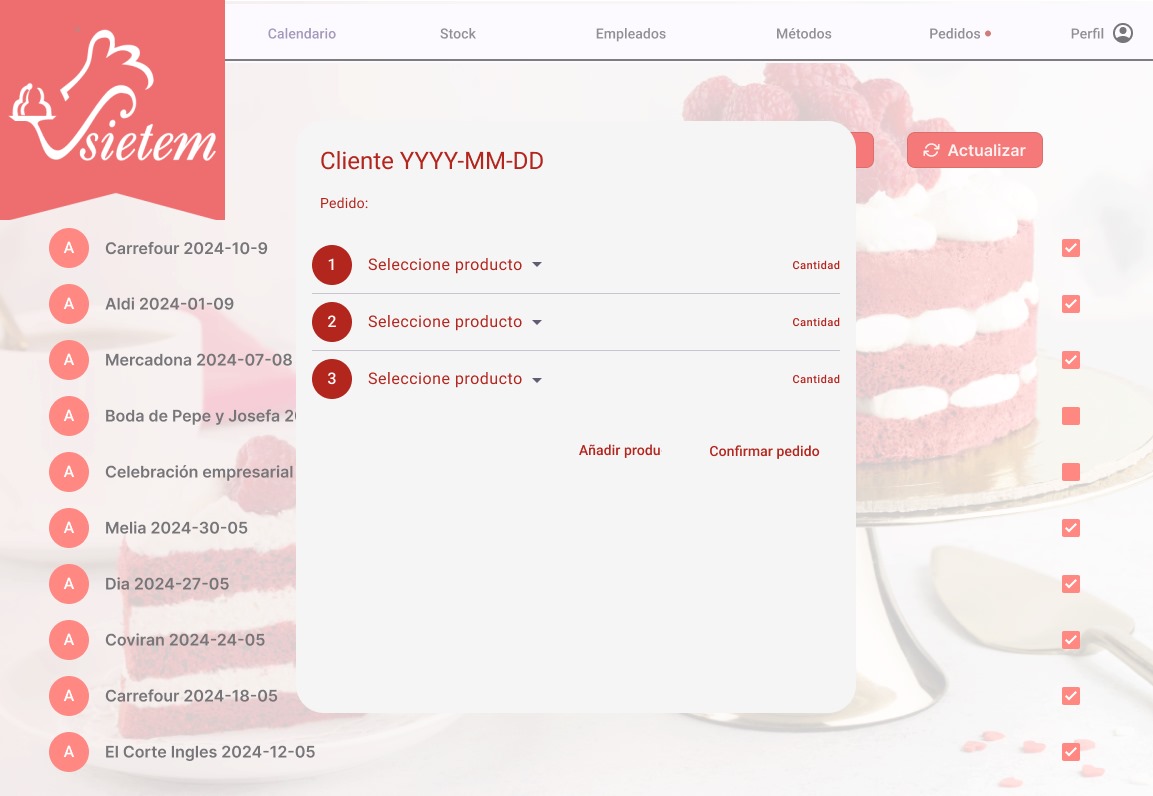 Calendario Stock Empleados Métodos Pedidos Perfil
sietem
Actualizar
Cliente YYYY-MM-DD
Pedido:
1 Seleccione producto Cantidad
2 Seleccione producto Cantidad
3 Seleccione producto Cantidad
Añadir produ Confirmar pedido
A Carrefour 2024-10-9
A Aldi 2024-01-09
A Mercadona 2024-07-08
A Boda de Pepe y Josefa 20
A Celebración empresarial
A Melia 2024-30-05
A Dia 2024-27-05
A Coviran 2024-24-05
A Carrefour 2024-18-05
A El Corte Ingles 2024-12-05